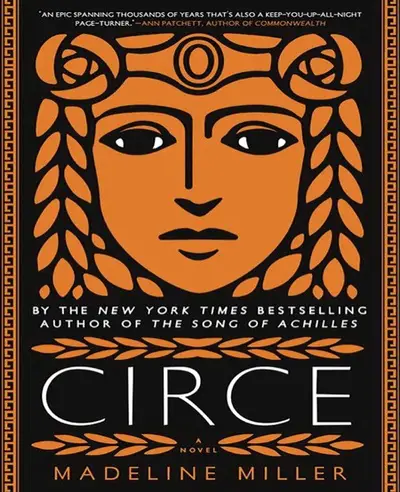 "AN EPIC SPANNING THOUSANDS OF YEARS THAT'S ALSO A KEEP-YOU-UP-ALL-NIGHT
PAGE-TURNER."—ANN PATCHETT, AUTHOR OF COMMONWEALTH
BY THE NEW YORK TIMES BESTSELLING
AUTHOR OF THE SONG OF ACHILLES
CIRCE
A
NOVEL
MADELINE MILLER